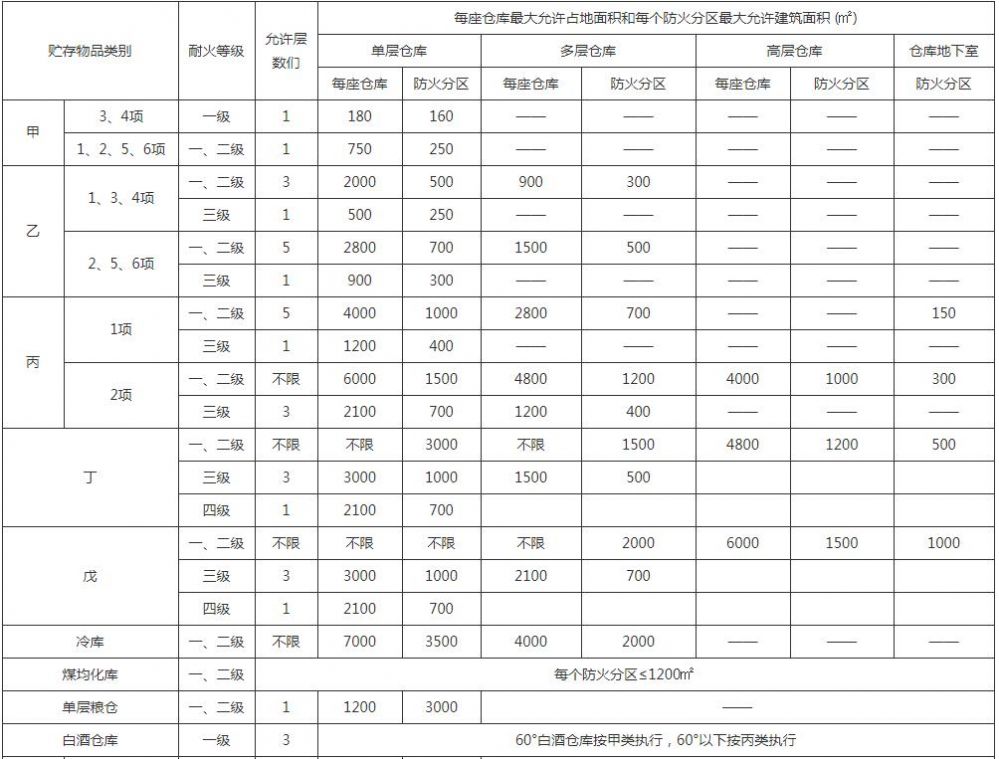 贮存物品类别 耐火等级 允许层数们 每座仓库最大允许占地面积和每个防火分区最大允许建筑面积 (㎡)
单层仓库 多层仓库 高层仓库 仓库地下室
每座仓库 防火分区 每座仓库 防火分区 每座仓库 防火分区 防火分区
甲 3、4项 一级 1 180 160 —— —— —— —— ——
1、2、5、6项 一、二级 1 750 250 —— —— —— —— ——
乙 1、3、4项 一、二级 3 2000 500 900 300 —— —— ——
三级 1 500 250 —— —— —— —— ——
2、5、6项 一、二级 5 2800 700 1500 500 —— —— ——
三级 1 900 300 —— —— —— —— ——
丙 1项 一、二级 5 4000 1000 2800 700 —— —— 150
三级 1 1200 400 —— —— —— —— ——
2项 一、二级 不限 6000 1500 4800 1200 4000 1000 300
三级 3 2100 700 1200 400 —— —— ——
丁 一、二级 不限 不限 3000 不限 1500 4800 1200 500
三级 3 3000 1000 1500 500
四级 1 2100 700
戊 一、二级 不限 不限 不限 不限 2000 6000 1500 1000
三级 3 3000 1000 2100 700
四级 1 2100 700
冷库 一、二级 不限 7000 3500 4000 2000 —— —— ——
煤均化库 一、二级 每个防火分区≤1200㎡
单层粮仓 一、二级 1 1200 3000 ——
白酒仓库 一级 3 60°白酒仓库按甲类执行，60°以下按丙类执行